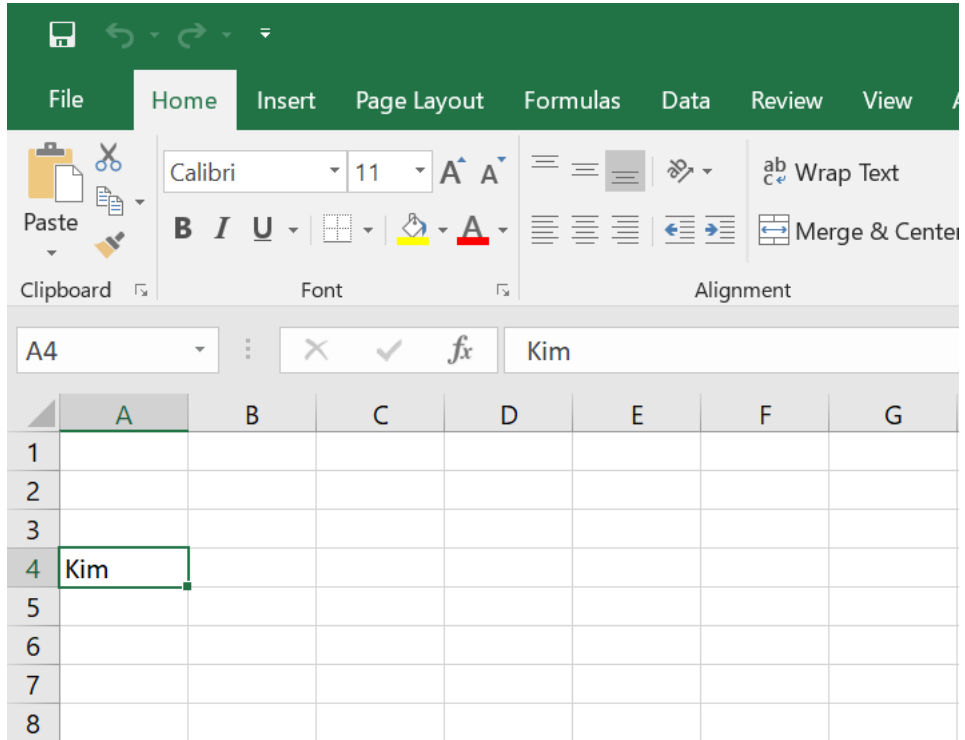 File Home Insert Page Layout Formulas Data Review View
Calibri 11 A A ab c Wrap Text
Paste B I U A Merge & Cente
Clipboard Font Alignment
A4 fx Kim
A B C D E F G
1
2
3
4 Kim
5
6
7
8